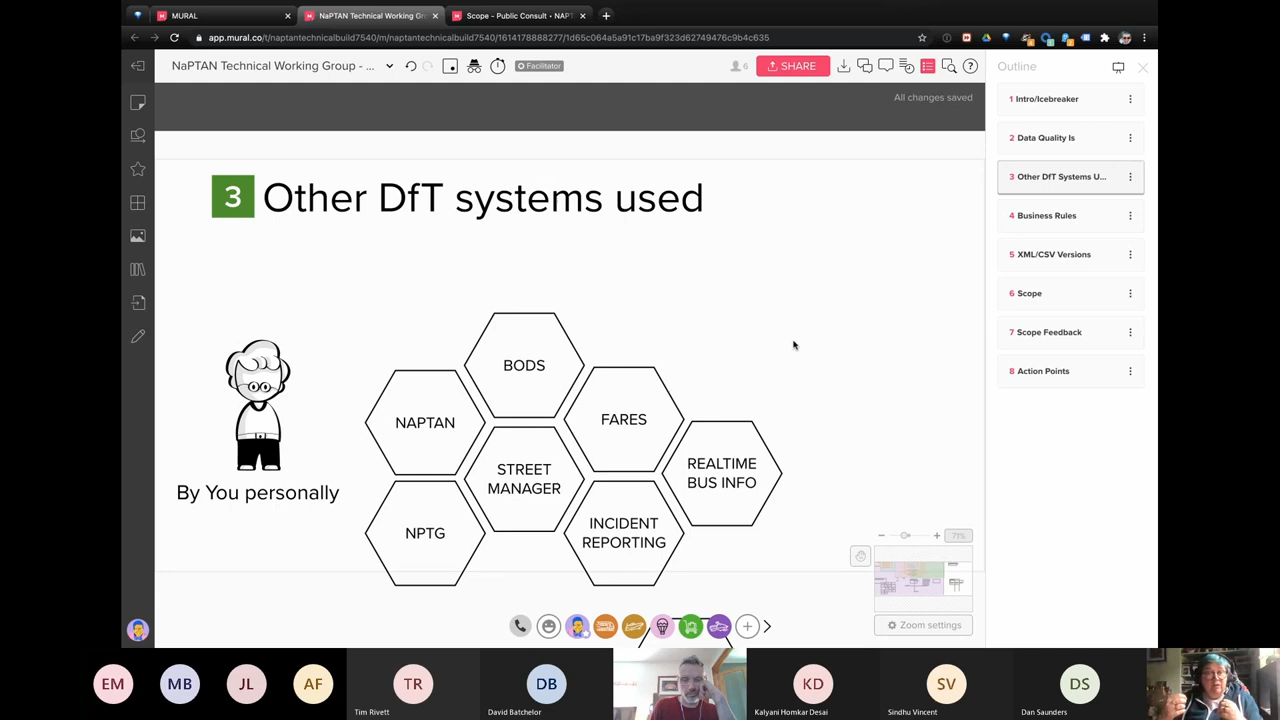 MURAL
NaPTAN Technical Working Gr
Scope - Public Consult • NAPT
app.mural.co/t/naptantechnicalbuild7540/m/naptantechnicalbuild7540/1614178888277/1d65c064a5a91c17ba9f323d62749476c9b4c635
NaPTAN Technical Working Group - ...
Facilitator
6
SHARE
Outline
All changes saved
1 Intro/Icebreaker
2 Data Quality Is
3 Other DfT Systems U...
4 Business Rules
5 XML/CSV Versions
6 Scope
7 Scope Feedback
8 Action Points
3 Other DfT systems used
BODS
NAPTAN
FARES
STREET
MANAGER
REALTIME
BUS INFO
NPTG
INCIDENT
REPORTING
By You personally
71%
Zoom settings
EM
MB
JL
AF
TR
Tim Rivett
DB
David Batchelor
KD
Kalyani Homkar Desai
SV
Sindhu Vincent
DS
Dan Saunders